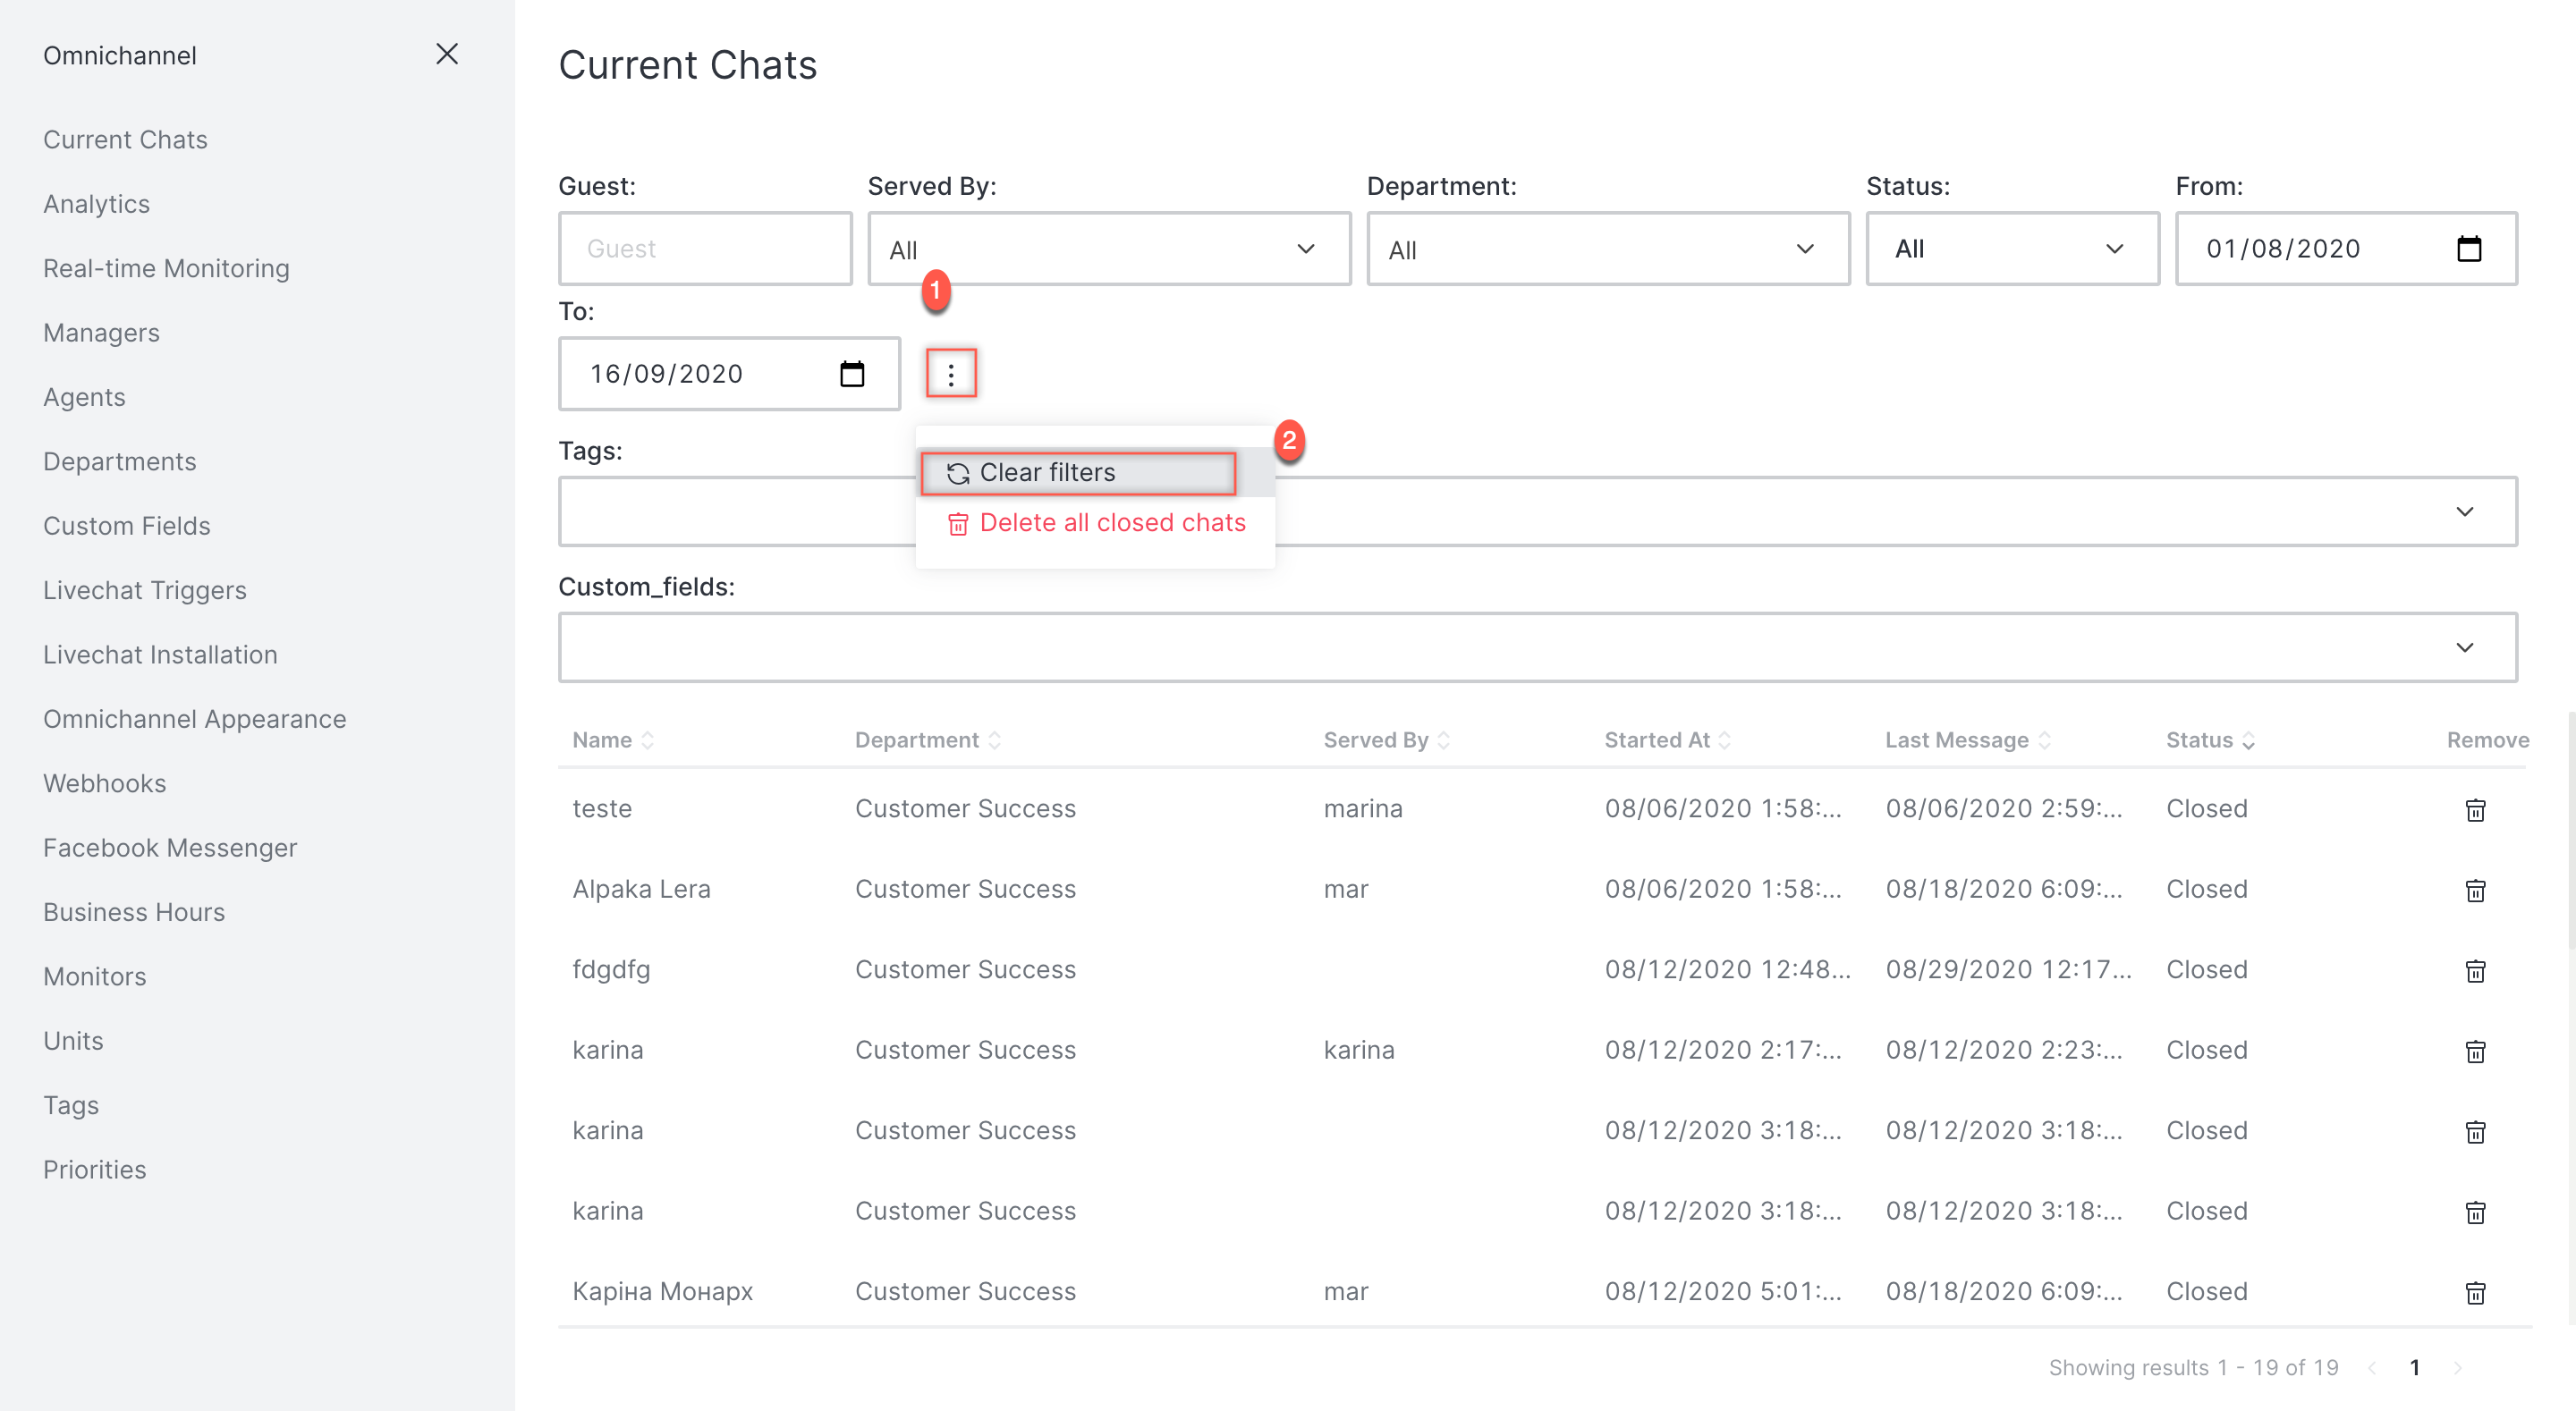 Omnichannel
Current Chats
Analytics
Real-time Monitoring
Managers
Agents
Departments
Custom Fields
Livechat Triggers
Livechat Installation
Omnichannel Appearance
Webhooks
Facebook Messenger
Business Hours
Monitors
Units
Tags
Priorities
Current Chats
Guest: Served By: Department: Status: From:
Guest All All All 01/08/2020
1
To:
16/09/2020
2
Tags:
Clear filters
Delete all closed chats
Custom_fields:
Name Department Served By Started At Last Message Status Remove
teste Customer Success marina 08/06/2020 1:58:... 08/06/2020 2:59:... Closed
Alpaka Lera Customer Success mar 08/06/2020 1:58:... 08/18/2020 6:09:... Closed
fdgdfg Customer Success 08/12/2020 12:48... 08/29/2020 12:17... Closed
karina Customer Success karina 08/12/2020 2:17:... 08/12/2020 2:23:... Closed
karina Customer Success 08/12/2020 3:18:... 08/12/2020 3:18:... Closed
karina Customer Success 08/12/2020 3:18:... 08/12/2020 3:18:... Closed
Каріна Монарх Customer Success mar 08/12/2020 5:01:... 08/18/2020 6:09:... Closed
Showing results 1 - 19 of 19 1